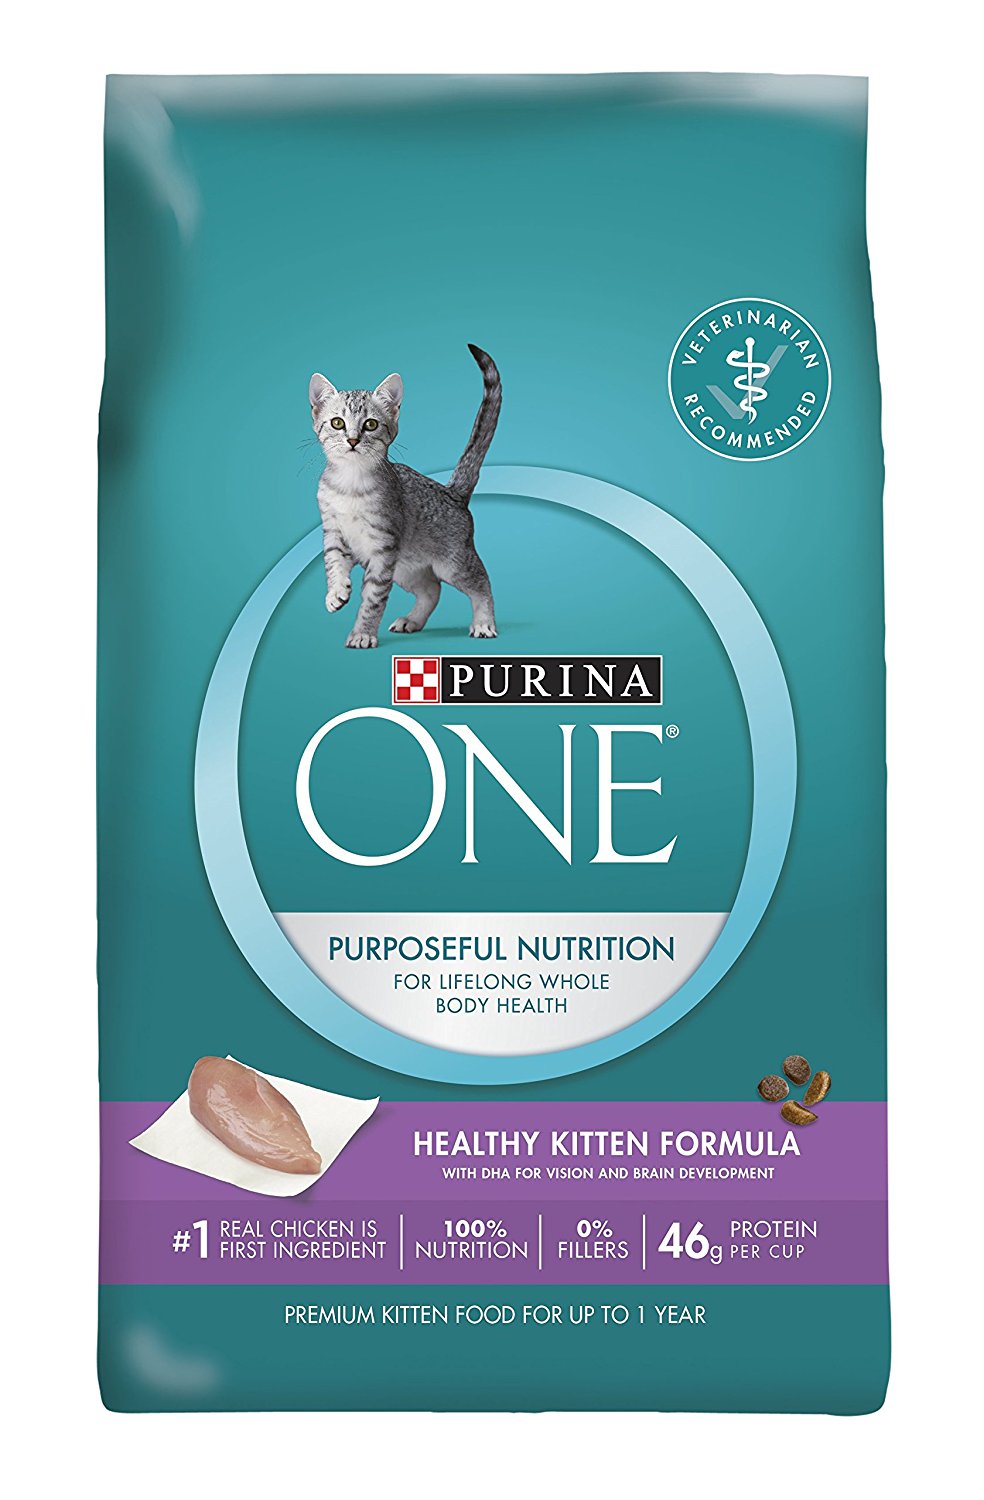 VETERINARIAN
RECOMMENDED
PURINA
ONE®
PURPOSEFUL NUTRITION
FOR LIFELONG WHOLE
BODY HEALTH
HEALTHY KITTEN FORMULA
WITH DHA FOR VISION AND BRAIN DEVELOPMENT
#1 REAL CHICKEN IS
FIRST INGREDIENT
100%
NUTRITION
0%
FILLERS
46g PROTEIN
PER CUP
PREMIUM KITTEN FOOD FOR UP TO 1 YEAR